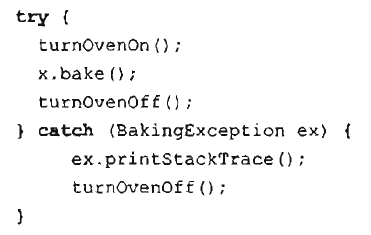 try {
turnOvenOn();
x.bake();
turnOvenOff();
} catch (BakingException ex) {
ex.printStackTrace();
turnOvenOff();
}